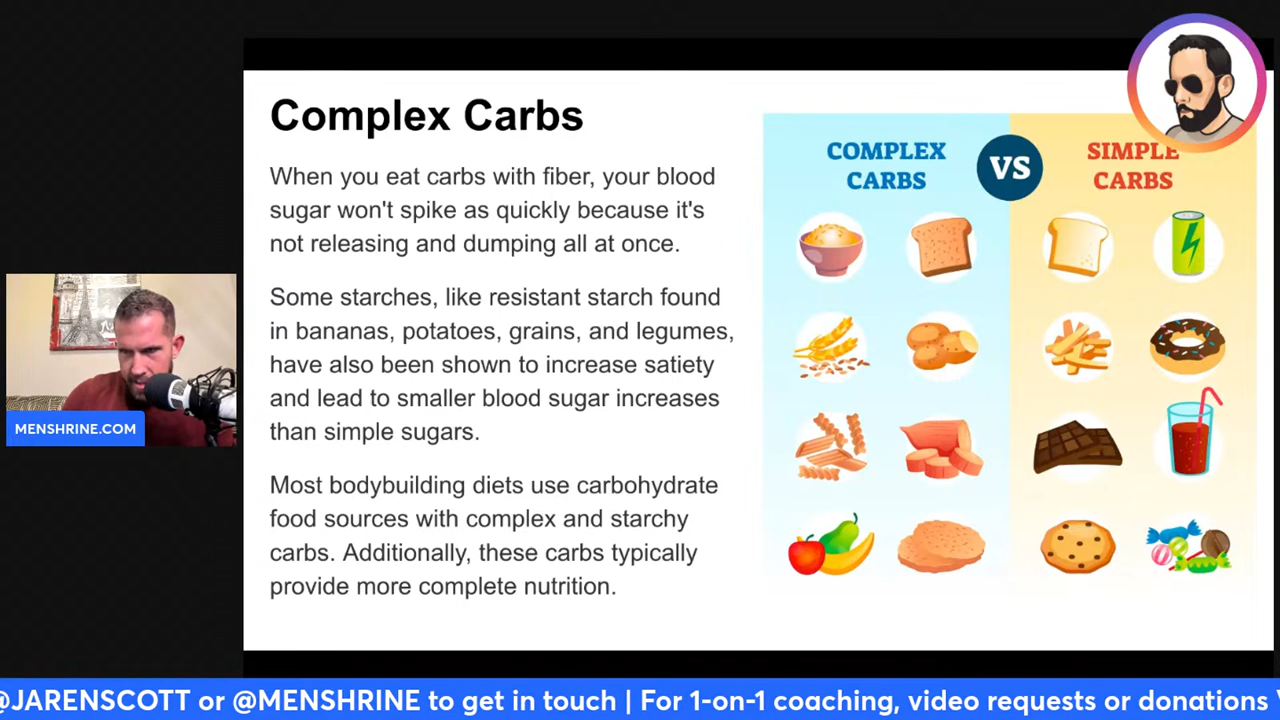 Complex Carbs
When you eat carbs with fiber, your blood
sugar won't spike as quickly because it's
not releasing and dumping all at once.
Some starches, like resistant starch found
in bananas, potatoes, grains, and legumes,
have also been shown to increase satiety
and lead to smaller blood sugar increases
than simple sugars.
Most bodybuilding diets use carbohydrate
food sources with complex and starchy
carbs. Additionally, these carbs typically
provide more complete nutrition.
COMPLEX
CARBS
VS
SIMPLE
CARBS
MENSHRINE.COM
@JARENSCOTT or @MENSHRINE to get in touch | For 1-on-1 coaching, video requests or donations